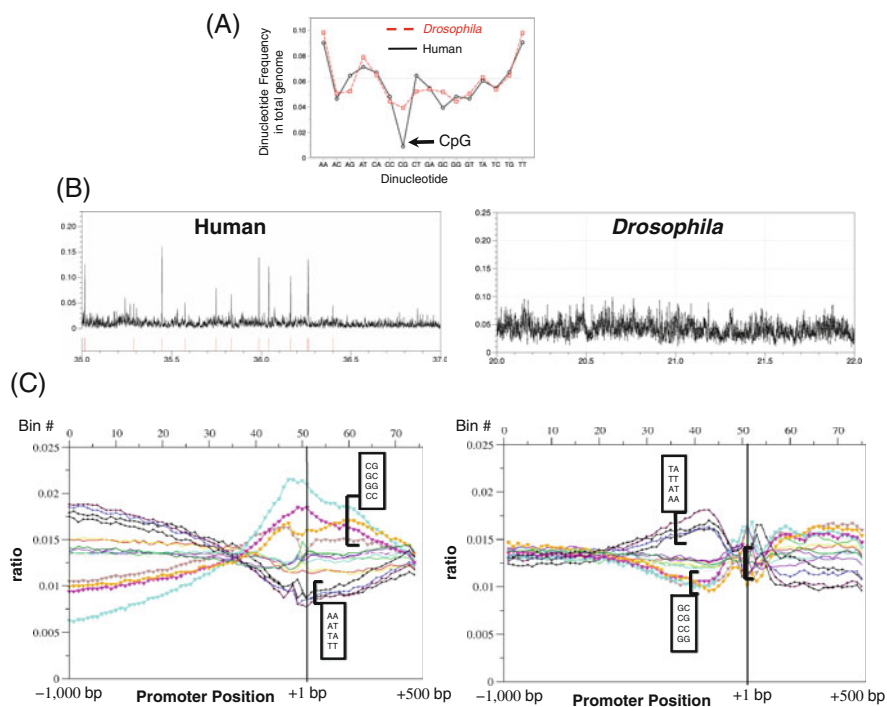 (A)
Drosophila
Human
Dinucleotide Frequency
in total genome
0.10
0.08
0.06
0.04
0.02
0
CpG
AA AC AG AT CA CC CG CT GA GC GG GT TA TC TG TT
Dinucleotide
(B)
Human
0.20
0.15
0.10
0.05
0
35.0 35.5 36.0 36.5 37.0
Drosophila
0.25
0.20
0.15
0.10
0.05
0
20.0 20.5 21.0 21.5 22.0
(C)
Bin #
0 10 20 30 40 50 60 70
0.025
0.02
0.015
0.01
0.005
0
ratio
CG
GC
GG
CC
AA
AT
TA
TT
−1,000 bp Promoter Position +1 bp +500 bp
Bin #
0 10 20 30 40 50 60 70
0.025
0.02
0.015
0.01
0.005
0
ratio
TA
TT
AT
AA
GC
CG
CC
GG
−1,000 bp Promoter Position +1 bp +500 bp